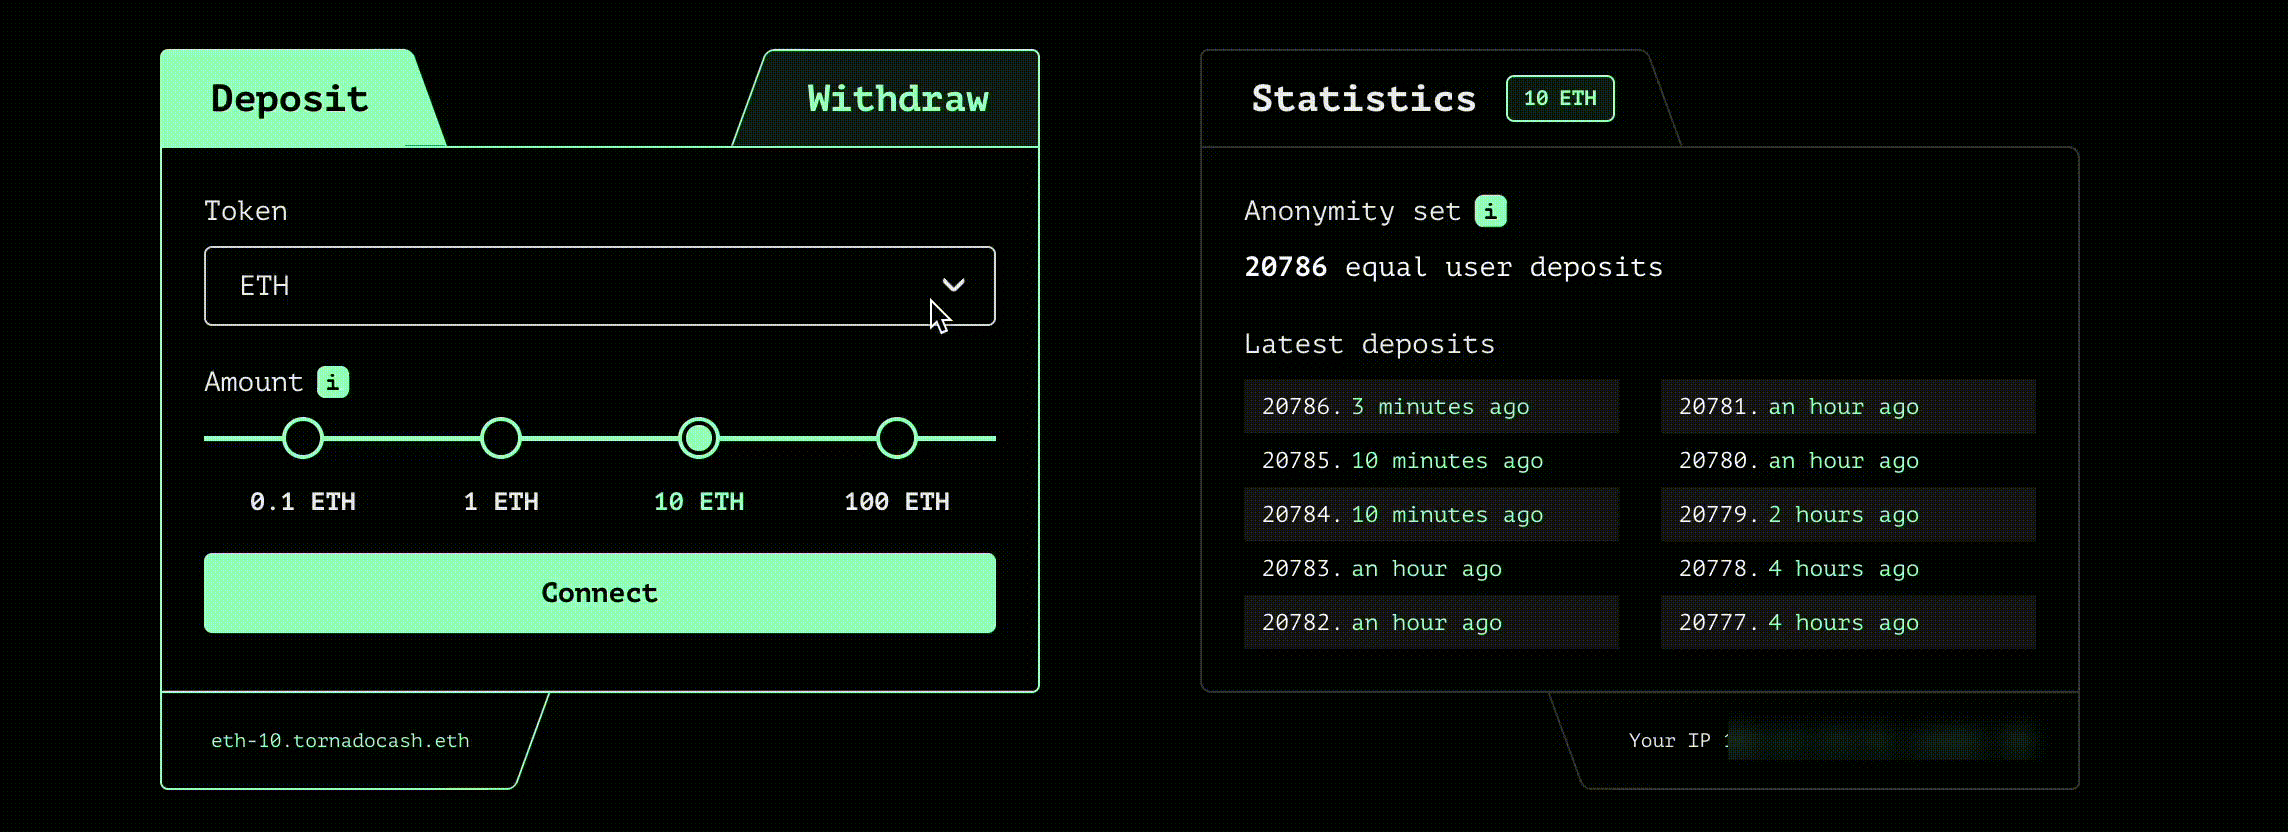 Deposit
Withdraw
Token
ETH
Amount i
0.1 ETH 1 ETH 10 ETH 100 ETH
Connect
eth-10.tornadocash.eth
Statistics 10 ETH
Anonymity set i
20786 equal user deposits
Latest deposits
20786. 3 minutes ago
20785. 10 minutes ago
20784. 10 minutes ago
20783. an hour ago
20782. an hour ago
20781. an hour ago
20780. an hour ago
20779. 2 hours ago
20778. 4 hours ago
20777. 4 hours ago
Your IP